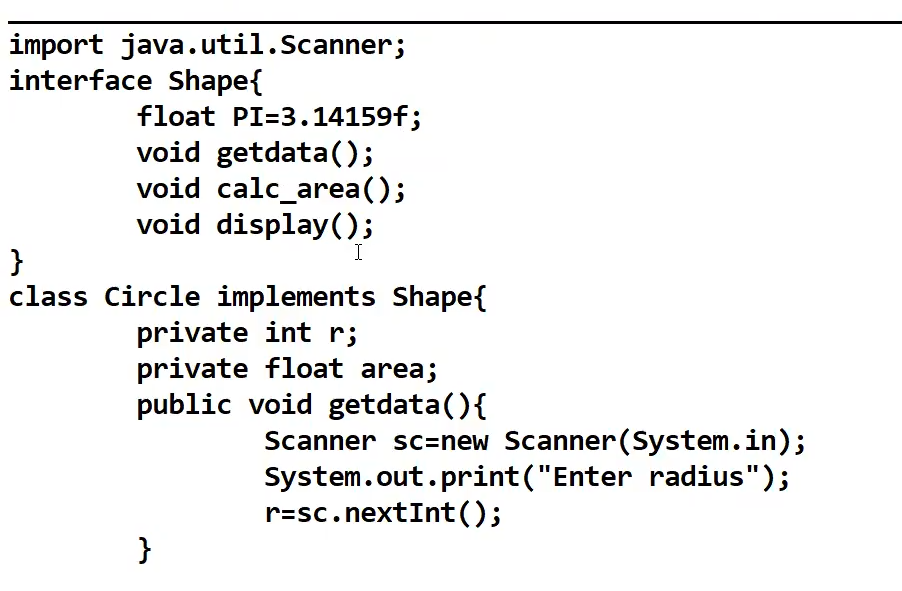 import java.util.Scanner;
interface Shape{
        float PI=3.14159f;
        void getdata();
        void calc_area();
        void display();
}
class Circle implements Shape{
        private int r;
        private float area;
        public void getdata(){
                Scanner sc=new Scanner(System.in);
                System.out.print("Enter radius");
                r=sc.nextInt();
        }